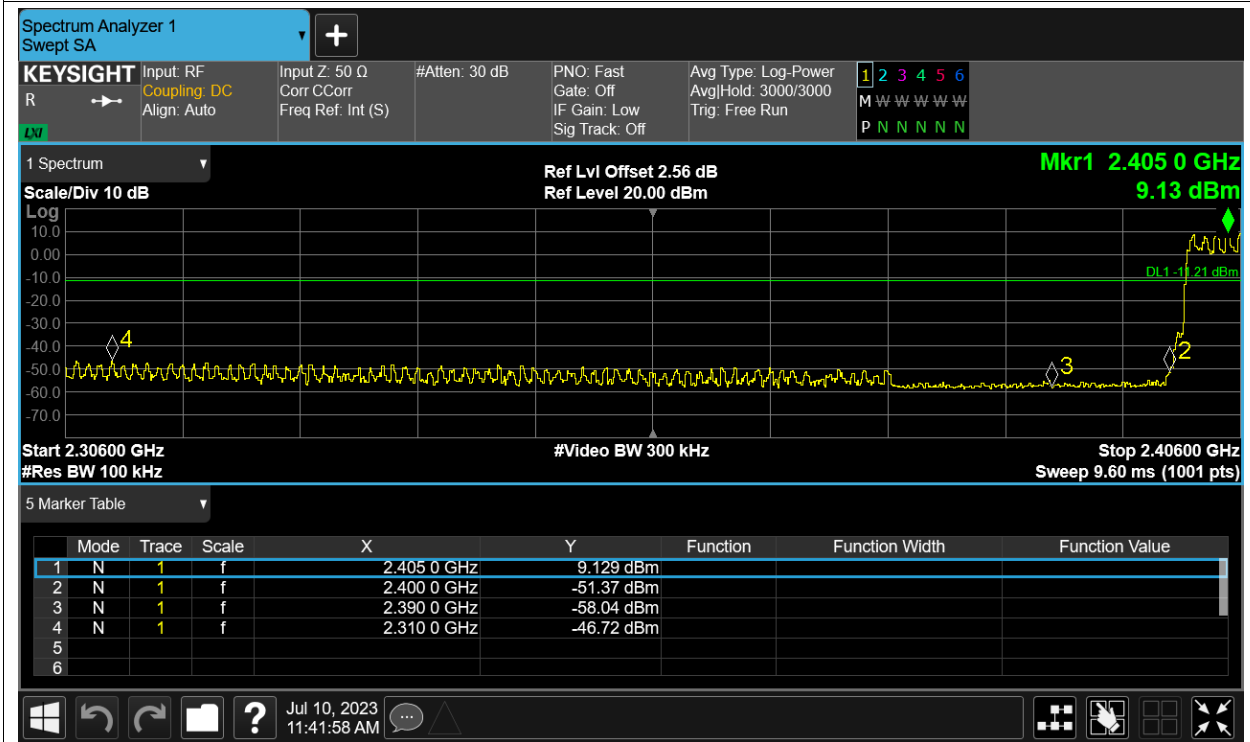 Spectrum Analyzer 1
Swept SA
+
KEYSIGHT Input: RF Input Z: 50 Ω #Atten: 30 dB PNO: Fast Avg Type: Log-Power 1 2 3 4 5 6
R Coupling: DC Corr CCorr Gate: Off Avg|Hold: 3000/3000 M W W W W W
Align: Auto Freq Ref: Int (S) IF Gain: Low Trig: Free Run
LXI Sig Track: Off P N N N N N
1 Spectrum Ref Lvl Offset 2.56 dB Mkr1 2.405 0 GHz
Scale/Div 10 dB Ref Level 20.00 dBm 9.13 dBm
Log
10.0
0.00
-10.0 DL1 -11.21 dBm
-20.0
-30.0
-40.0 4 2
-50.0 3
-60.0
-70.0
Start 2.30600 GHz #Video BW 300 kHz Stop 2.40600 GHz
#Res BW 100 kHz Sweep 9.60 ms (1001 pts)
5 Marker Table
Mode Trace Scale X Y Function Function Width Function Value
1 N 1 f 2.405 0 GHz 9.129 dBm
2 N 1 f 2.400 0 GHz -51.37 dBm
3 N 1 f 2.390 0 GHz -58.04 dBm
4 N 1 f 2.310 0 GHz -46.72 dBm
5
6
? Jul 10, 2023
11:41:58 AM